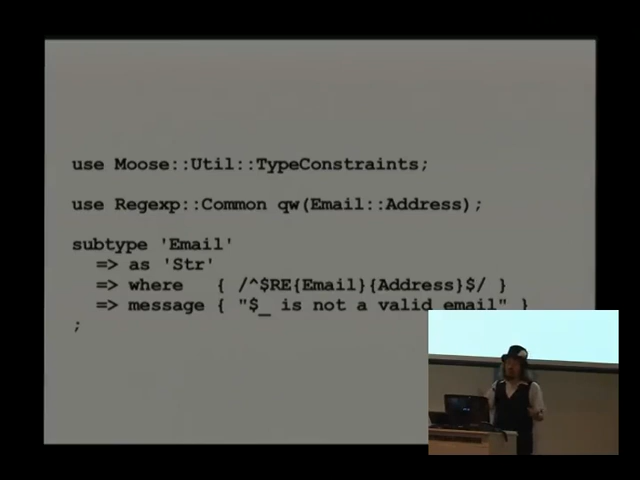 use Moose::Util::TypeConstraints;
use Regexp::Common qw(Email::Address);
subtype 'Email'
=> as 'Str'
=> where { /^$RE{Email}{Address}$/ }
=> message { "$_ is not a valid email" }
;